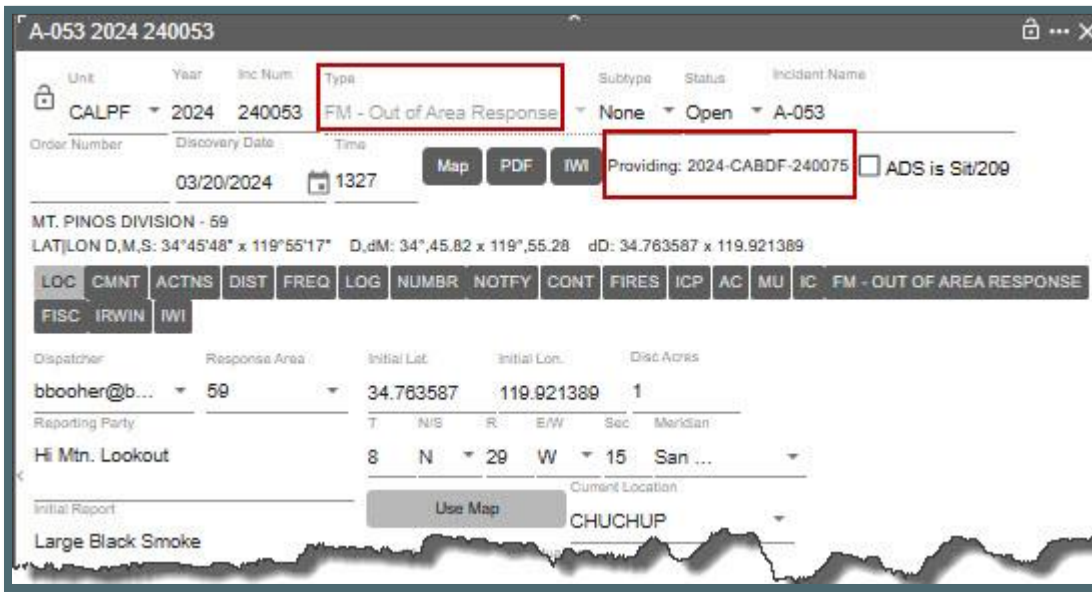 A-053 2024 240053
Unit Year Inc Num Type Subtype Status Incident Name
CALPF 2024 240053 FM - Out of Area Response None Open A-053
Order Number Discovery Date Time
03/20/2024 1327 Map PDF IWI Providing: 2024-CABDF-240075 ADS is Sit/209
MT. PINOS DIVISION - 59
LAT|LON D,M,S: 34°45'48" x 119°55'17" D,dM: 34°,45.82 x 119°,55.28 dD: 34.763587 x 119.921389
LOC CMNT ACTNS DIST FREQ LOG NUMBR NOTFY CONT FIRES ICP AC MU IC FM - OUT OF AREA RESPONSE
FISC IRWIN IWI
Dispatcher Response Area Initial Lat. Initial Lon. Disc Acres
bbooher@b... 59 34.763587 119.921389 1
Reporting Party T N/S R E/W Sec Meridian
Hi Mtn. Lookout 8 N 29 W 15 San ...
Initial Report Use Map Current Location
Large Black Smoke CHUCHUP